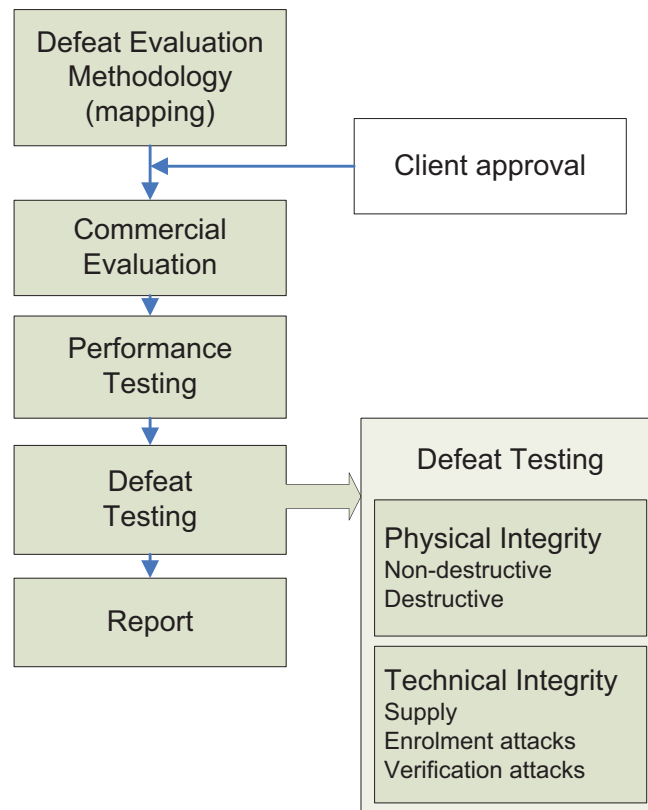 Defeat Evaluation
Methodology
(mapping)
Client approval
Commercial
Evaluation
Performance
Testing
Defeat
Testing
Report
Defeat Testing
Physical Integrity
Non-destructive
Destructive
Technical Integrity
Supply
Enrolment attacks
Verification attacks